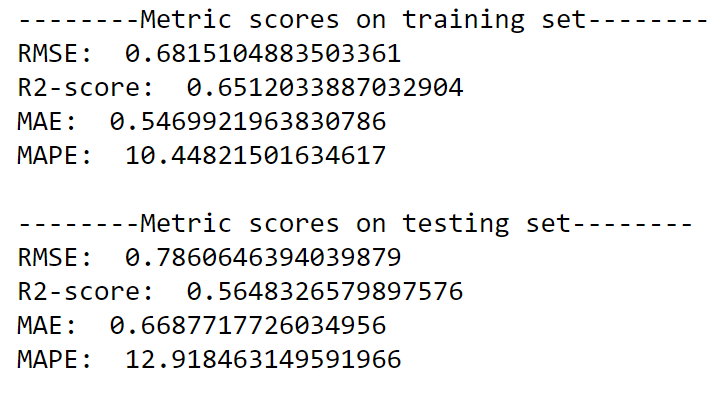 --------Metric scores on training set--------
RMSE:  0.6815104883503361
R2-score:  0.6512033887032904
MAE:  0.5469921963830786
MAPE:  10.44821501634617
--------Metric scores on testing set--------
RMSE:  0.7860646394039879
R2-score:  0.5648326579897576
MAE:  0.6687717726034956
MAPE:  12.918463149591966